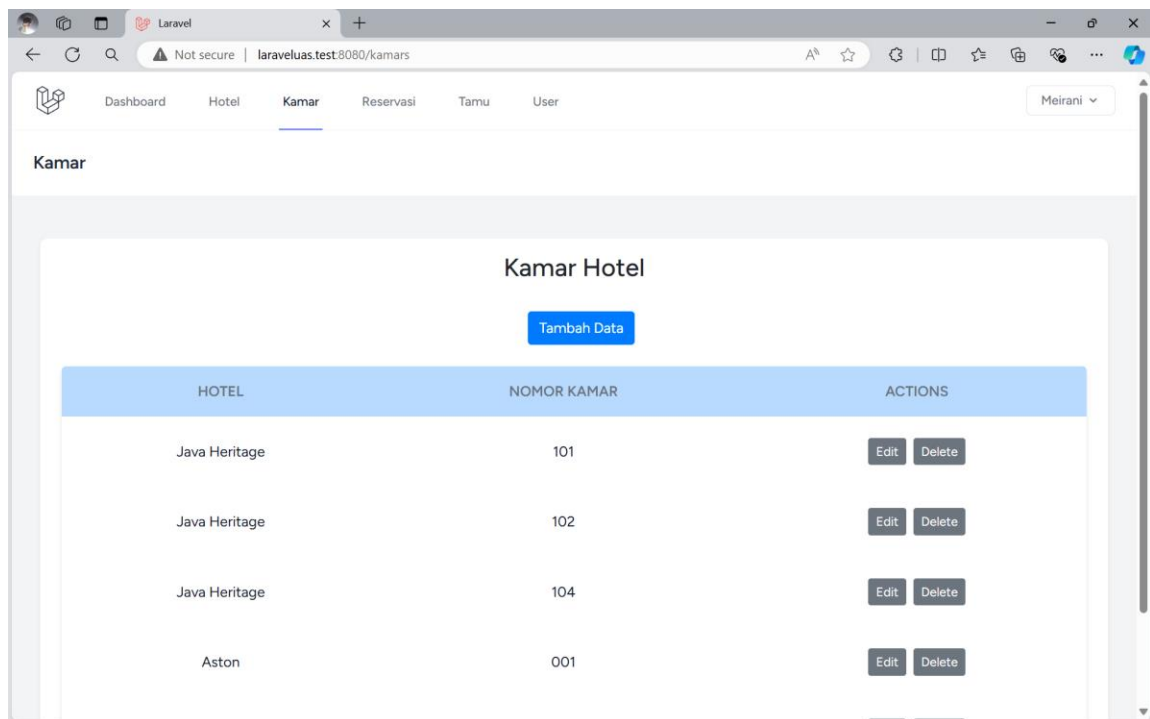 Laravel
Not secure | laraveluas.test:8080/kamars
Dashboard Hotel Kamar Reservasi Tamu User Meirani
Kamar
Kamar Hotel
Tambah Data
HOTEL NOMOR KAMAR ACTIONS
Java Heritage 101 Edit Delete
Java Heritage 102 Edit Delete
Java Heritage 104 Edit Delete
Aston 001 Edit Delete